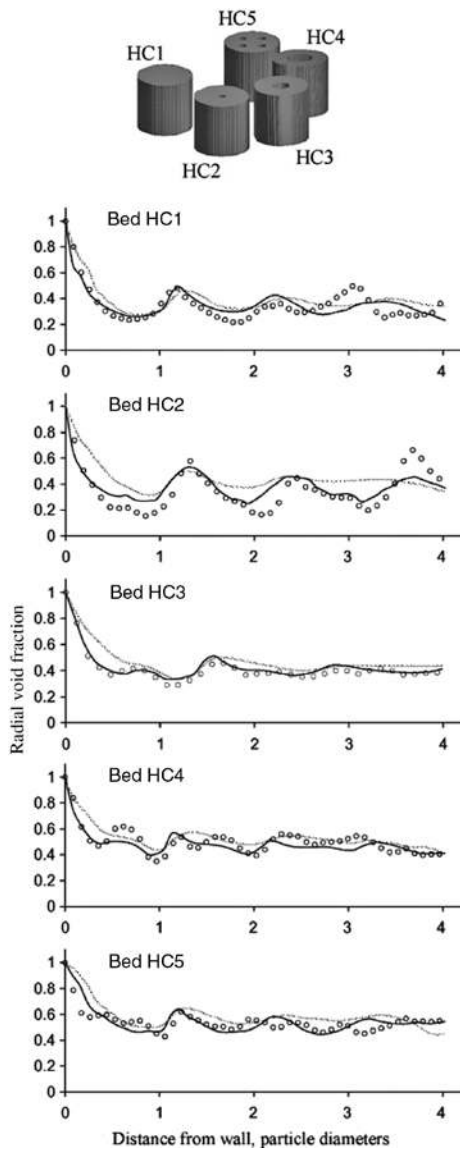 HC5
HC4
HC1
HC2
HC3
Bed HC1
1
0.8
0.6
0.4
0.2
0
0 1 2 3 4
Bed HC2
1
0.8
0.6
0.4
0.2
0
0 1 2 3 4
Bed HC3
1
0.8
0.6
0.4
0.2
0
0 1 2 3 4
Bed HC4
1
0.8
0.6
0.4
0.2
0
0 1 2 3 4
Bed HC5
1
0.8
0.6
0.4
0.2
0
0 1 2 3 4
Radial void fraction
Distance from wall, particle diameters